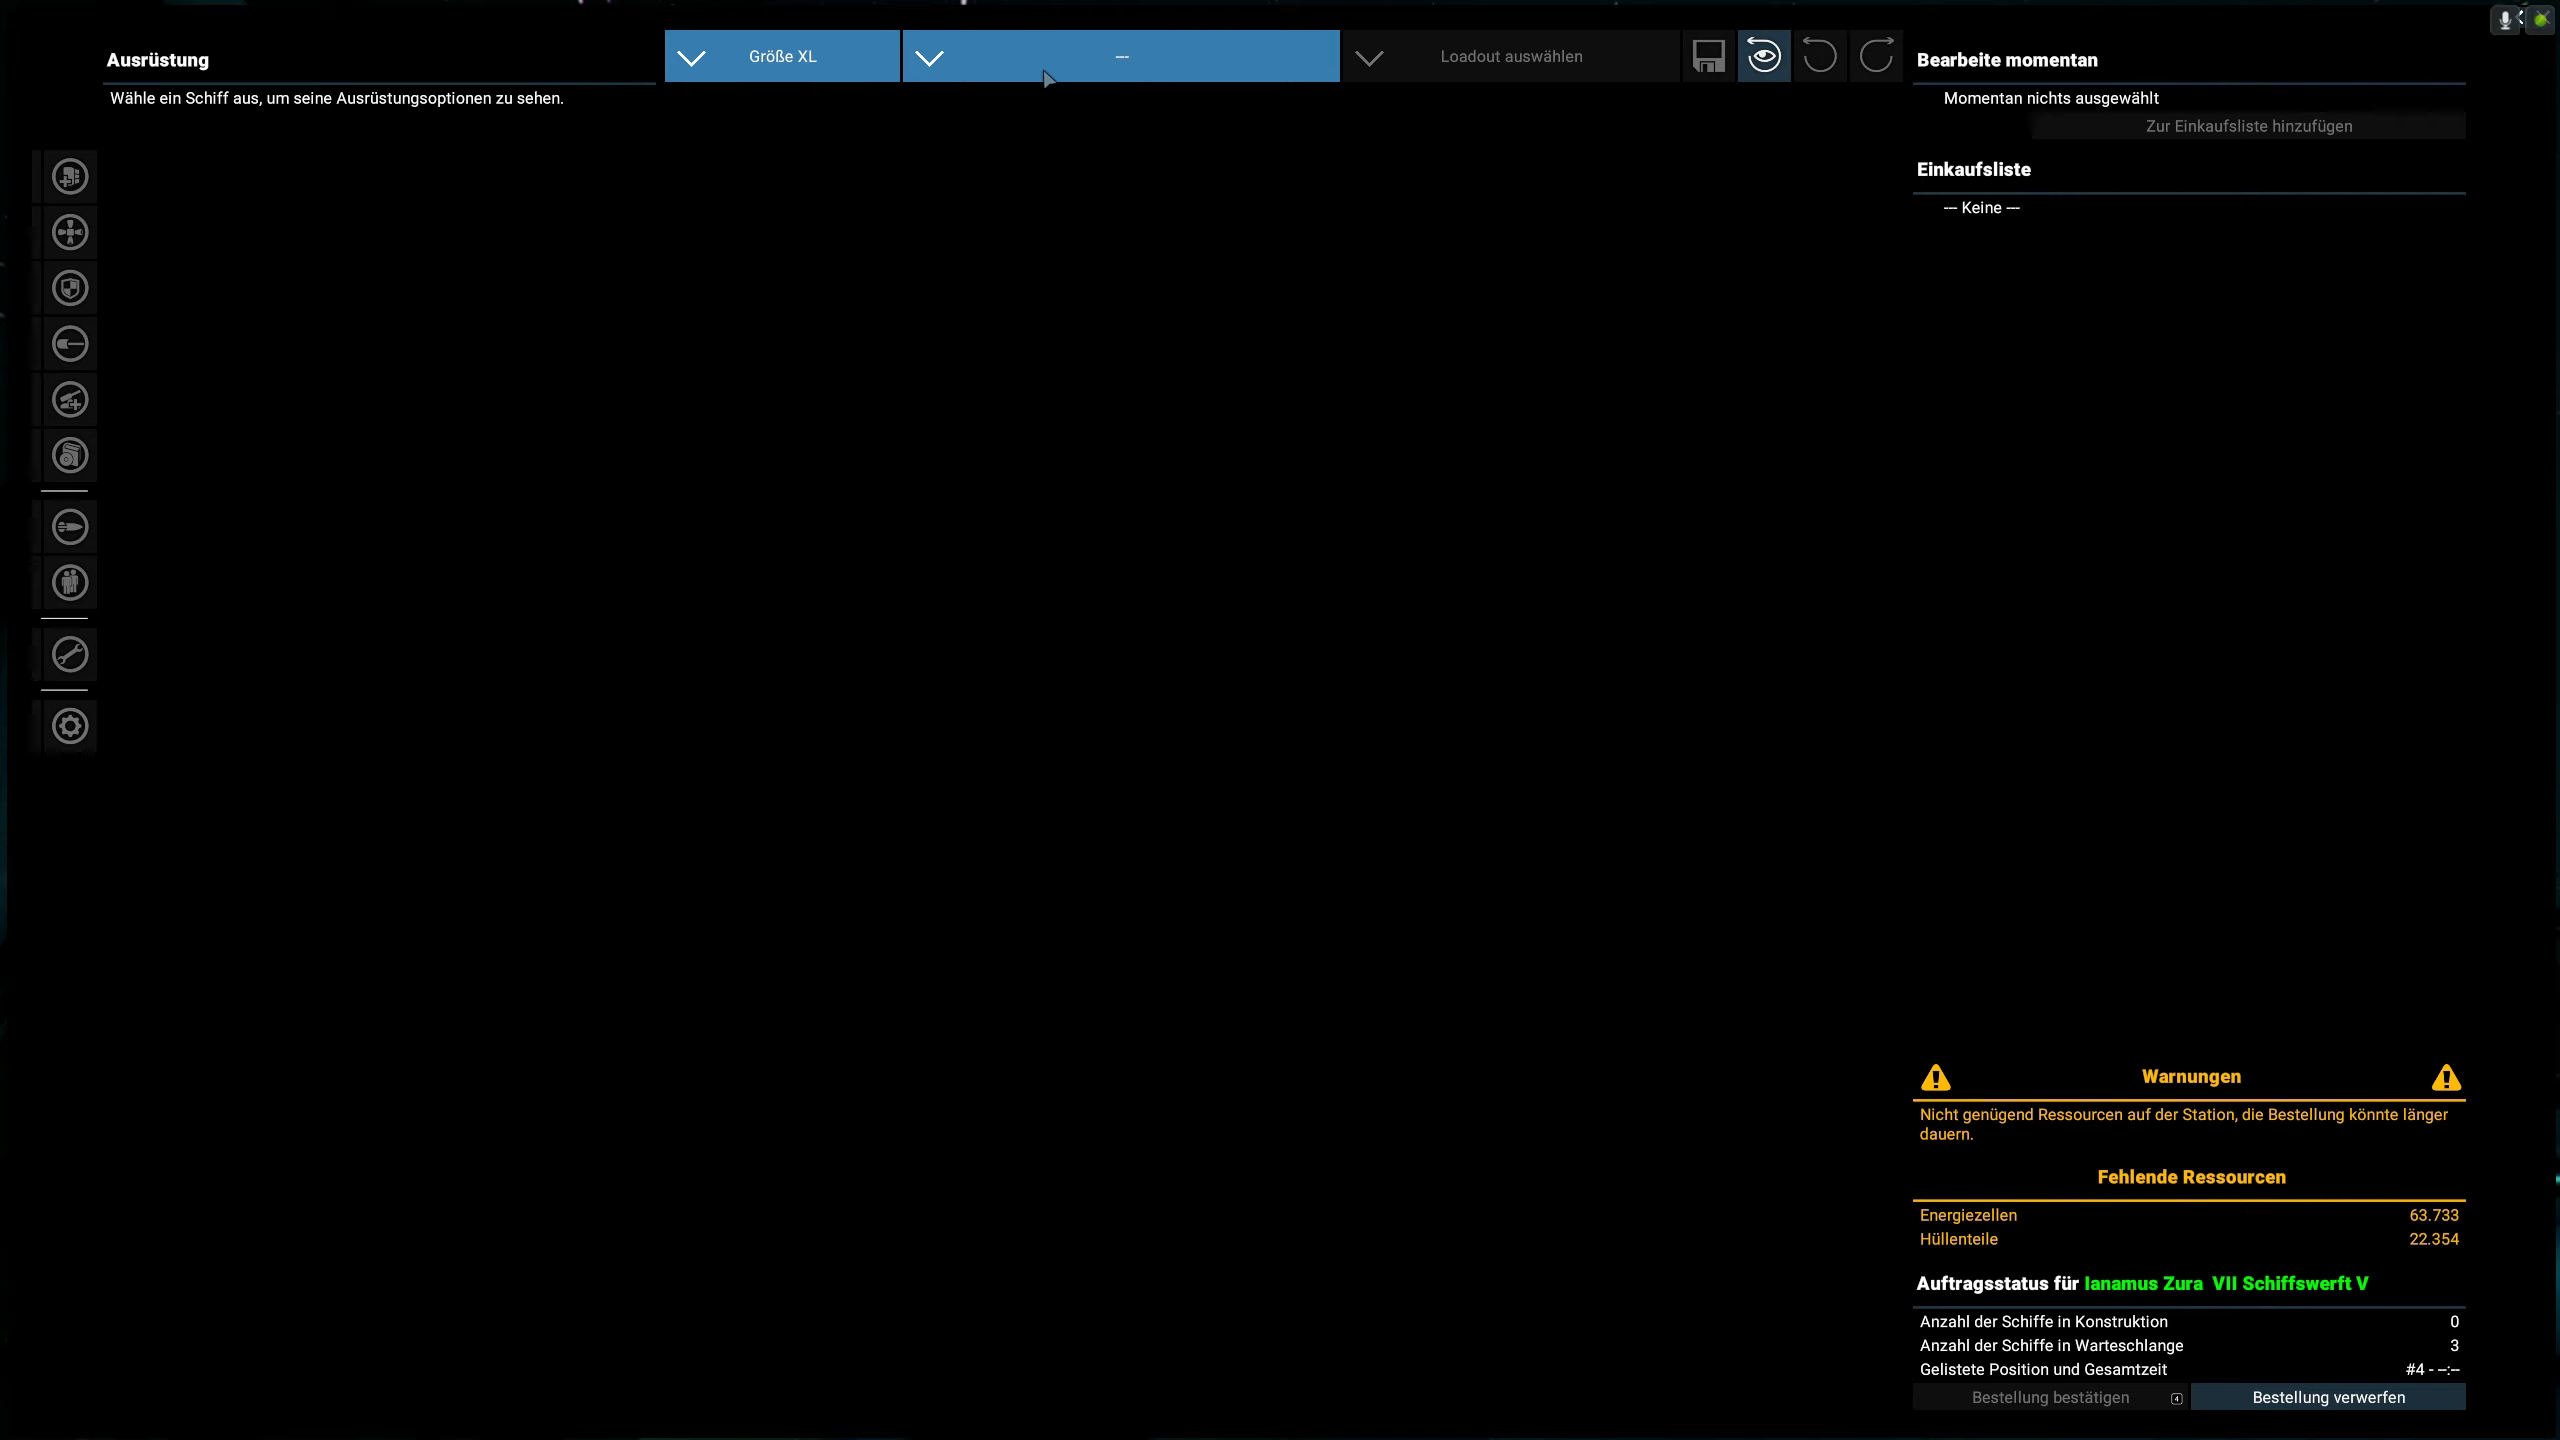 Ausrüstung
Wähle ein Schiff aus, um seine Ausrüstungsoptionen zu sehen.
Größe XL
---
Loadout auswählen
Bearbeite momentan
Momentan nichts ausgewählt
Zur Einkaufsliste hinzufügen
Einkaufsliste
--- Keine ---
Warnungen
Nicht genügend Ressourcen auf der Station, die Bestellung könnte länger
dauern.
Fehlende Ressourcen
Energiezellen 63.733
Hüllenteile 22.354
Auftragsstatus für Ianamus Zura VII Schiffswerft V
Anzahl der Schiffe in Konstruktion 0
Anzahl der Schiffe in Warteschlange 3
Gelistete Position und Gesamtzeit #4 - --:--
Bestellung bestätigen 4
Bestellung verwerfen